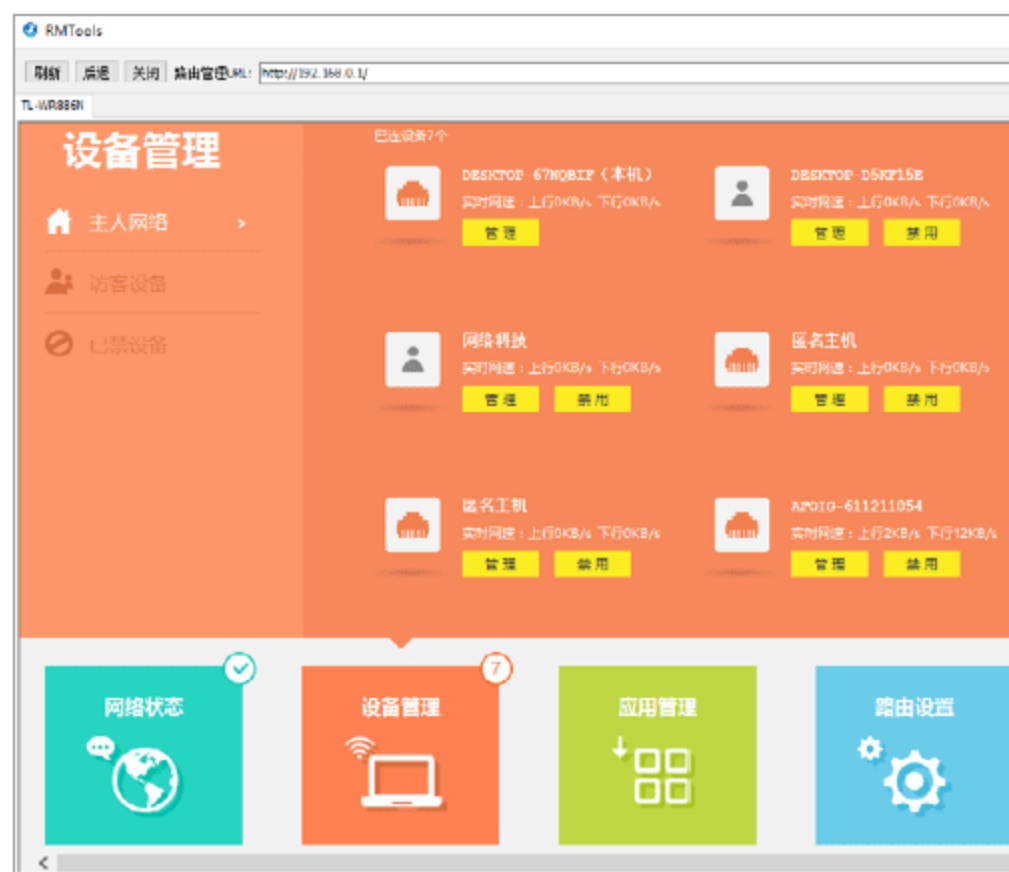 RMTools
刷新 后退 关闭 路由管理URL: http://192.168.0.1/
TL-WR886N
设备管理
主人网络 >
访客设备
已禁设备
已连设备7个
DESKTOP-67NQBIF（本机）
实时网速：上行0KB/s 下行0KB/s
管理
DESKTOP-D5KF15E
实时网速：上行0KB/s 下行0KB/s
管理 禁用
网络科技
实时网速：上行0KB/s 下行0KB/s
管理 禁用
匿名主机
实时网速：上行0KB/s 下行0KB/s
管理 禁用
匿名主机
实时网速：上行0KB/s 下行0KB/s
管理 禁用
APOIG-611211054
实时网速：上行2KB/s 下行12KB/s
管理 禁用
网络状态
设备管理
7
应用管理
路由设置